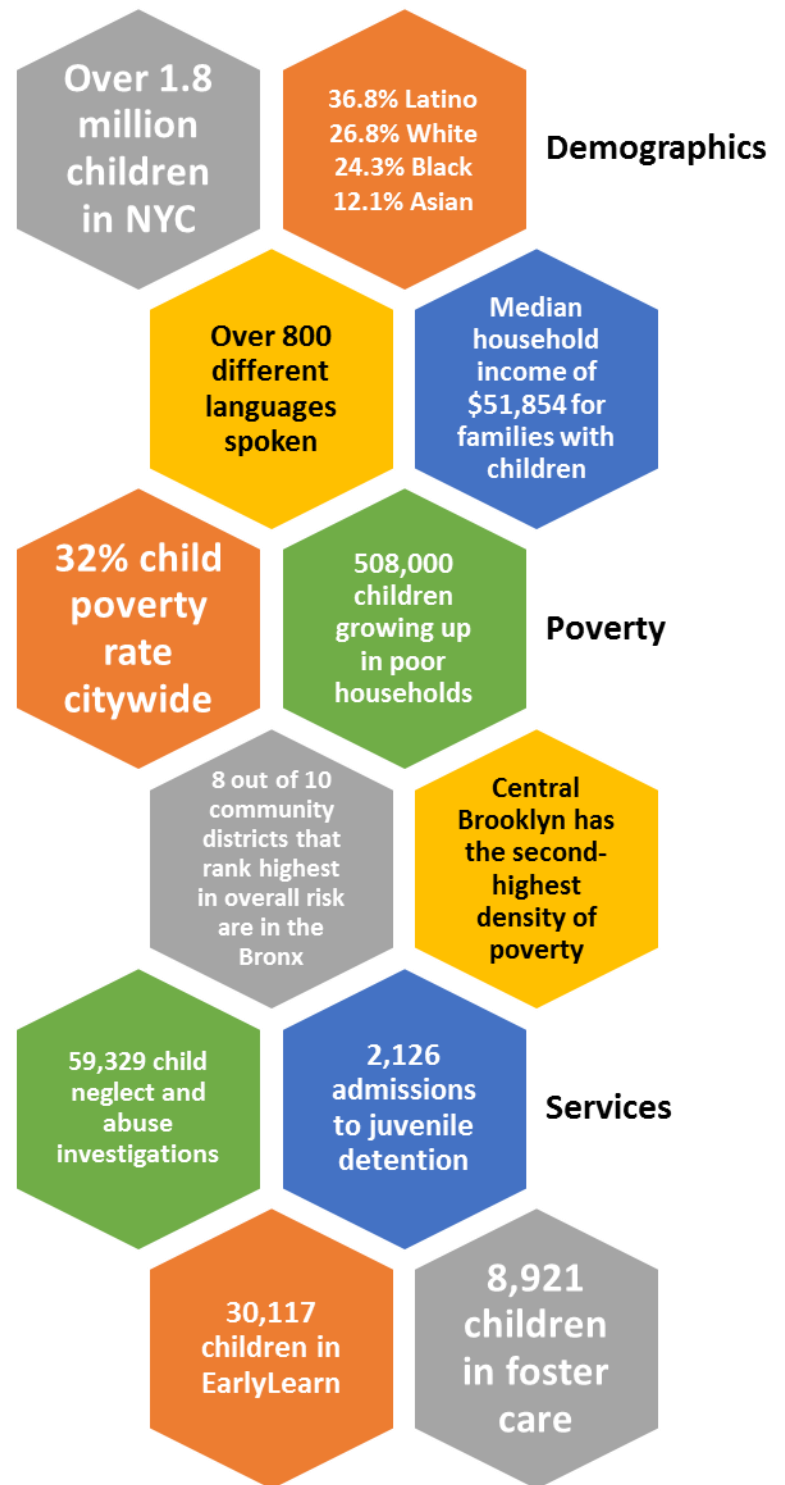 Over 1.8
million
children
in NYC
36.8% Latino
26.8% White
24.3% Black
12.1% Asian
Demographics
Over 800
different
languages
spoken
Median
household
income of
$51,854 for
families with
children
32% child
poverty
rate
citywide
508,000
children
growing up
in poor
households
Poverty
8 out of 10
community
districts that
rank highest
in overall risk
are in the
Bronx
Central
Brooklyn has
the second-
highest
density of
poverty
59,329 child
neglect and
abuse
investigations
2,126
admissions
to juvenile
detention
Services
30,117
children in
EarlyLearn
8,921
children
in foster
care